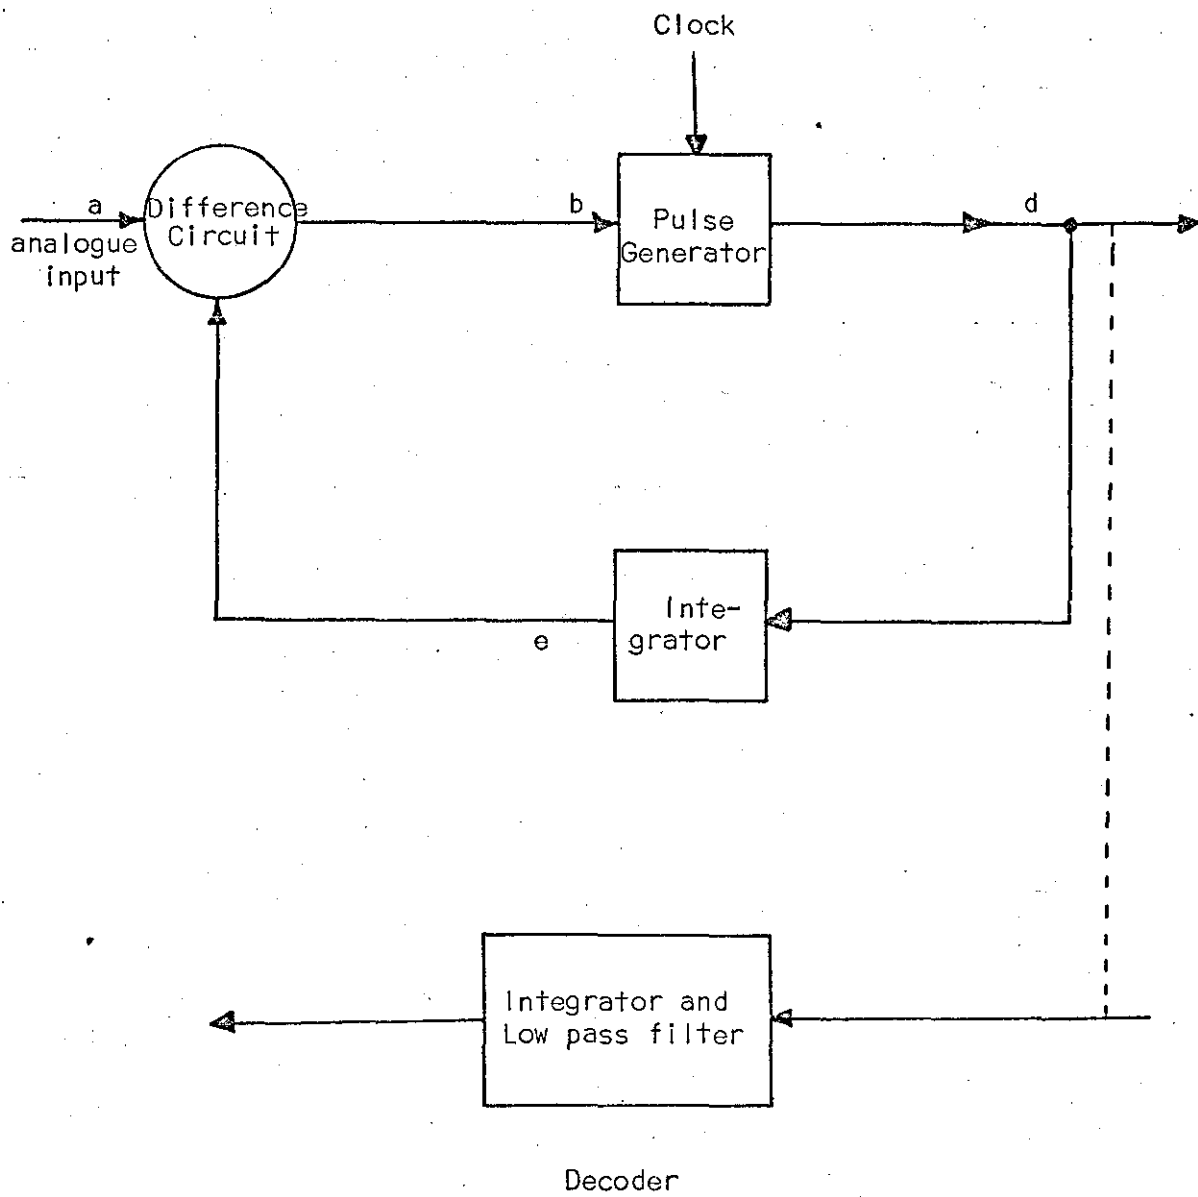 Clock
a
analogue
input
Difference
Circuit
b
Pulse
Generator
d
Inte-
grator
e
Integrator and
Low pass filter
Decoder